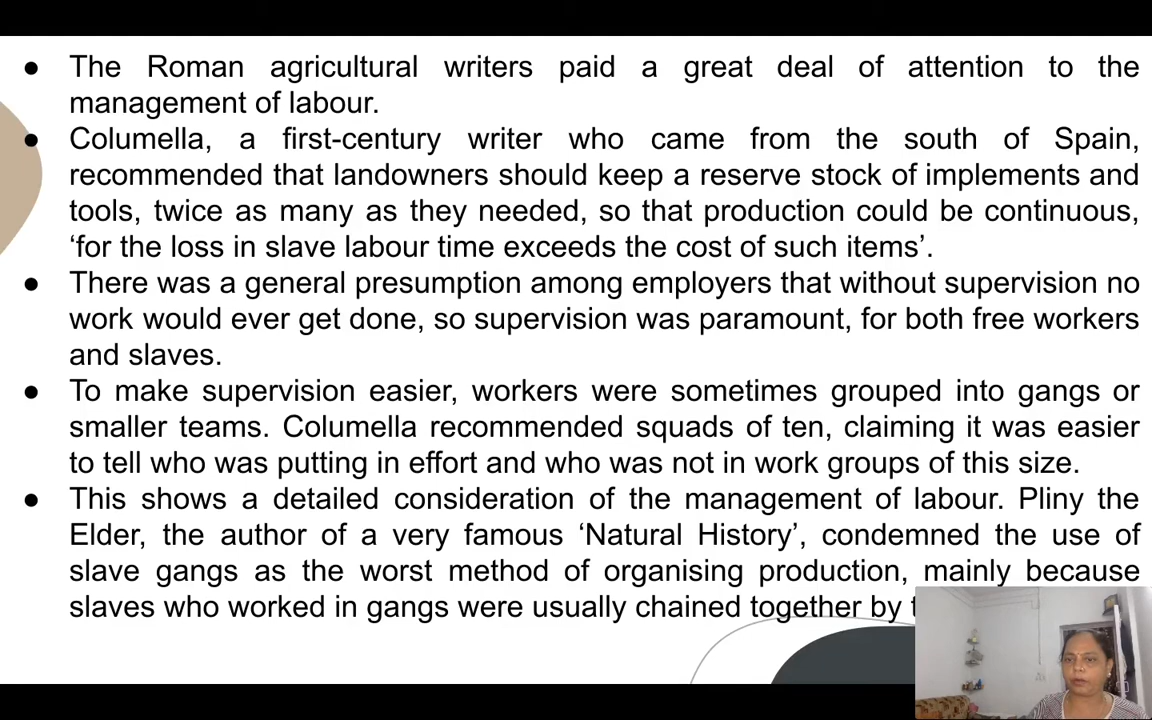 ● The Roman agricultural writers paid a great deal of attention to the
management of labour.
● Columella, a first-century writer who came from the south of Spain,
recommended that landowners should keep a reserve stock of implements and
tools, twice as many as they needed, so that production could be continuous,
‘for the loss in slave labour time exceeds the cost of such items’.
● There was a general presumption among employers that without supervision no
work would ever get done, so supervision was paramount, for both free workers
and slaves.
● To make supervision easier, workers were sometimes grouped into gangs or
smaller teams. Columella recommended squads of ten, claiming it was easier
to tell who was putting in effort and who was not in work groups of this size.
● This shows a detailed consideration of the management of labour. Pliny the
Elder, the author of a very famous ‘Natural History’, condemned the use of
slave gangs as the worst method of organising production, mainly because
slaves who worked in gangs were usually chained together by